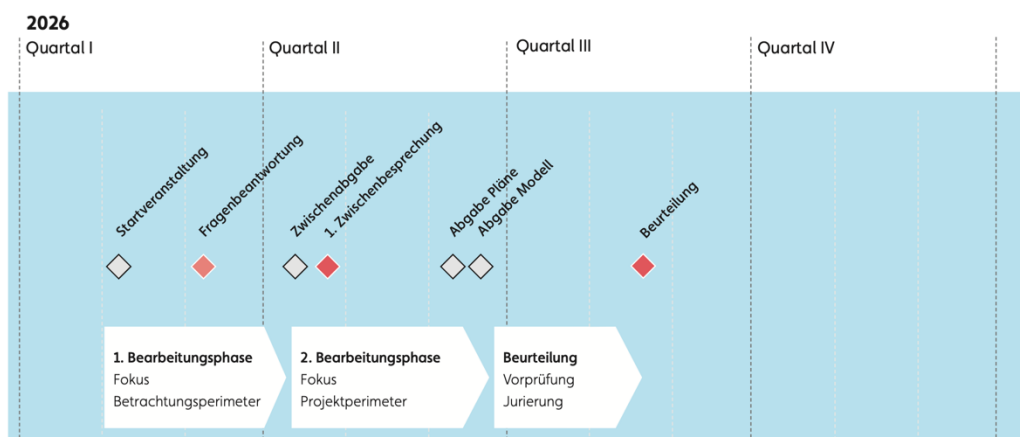 2026
Quartal I
Quartal II
Quartal III
Quartal IV
Startveranstaltung
Fragenbeantwortung
Zwischenabgabe
1. Zwischenbesprechung
Abgabe Pläne
Abgabe Modell
Beurteilung
1. Bearbeitungsphase
Fokus
Betrachtungsperimeter
2. Bearbeitungsphase
Fokus
Projektperimeter
Beurteilung
Vorprüfung
Jurierung